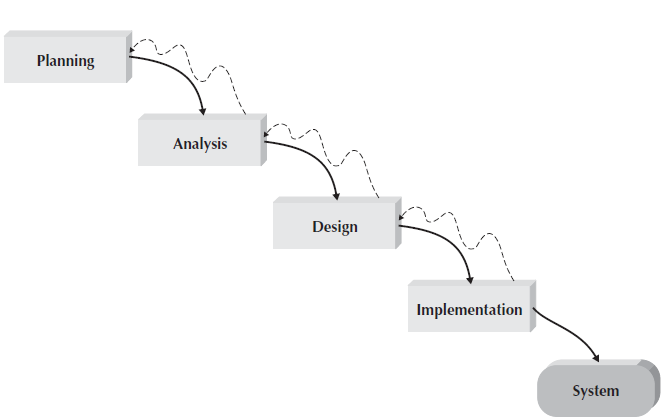 Planning
Analysis
Design
Implementation
System